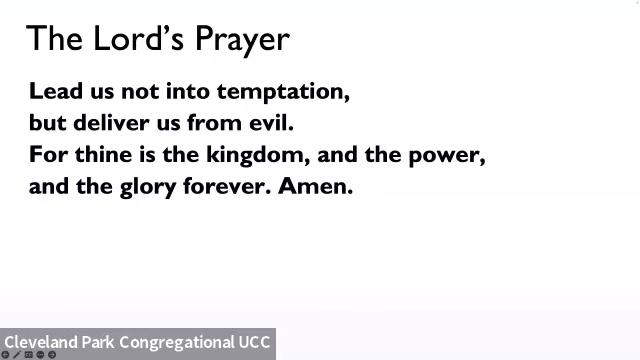 The Lord’s Prayer
Lead us not into temptation,
but deliver us from evil.
For thine is the kingdom, and the power,
and the glory forever. Amen.
Cleveland Park Congregational UCC